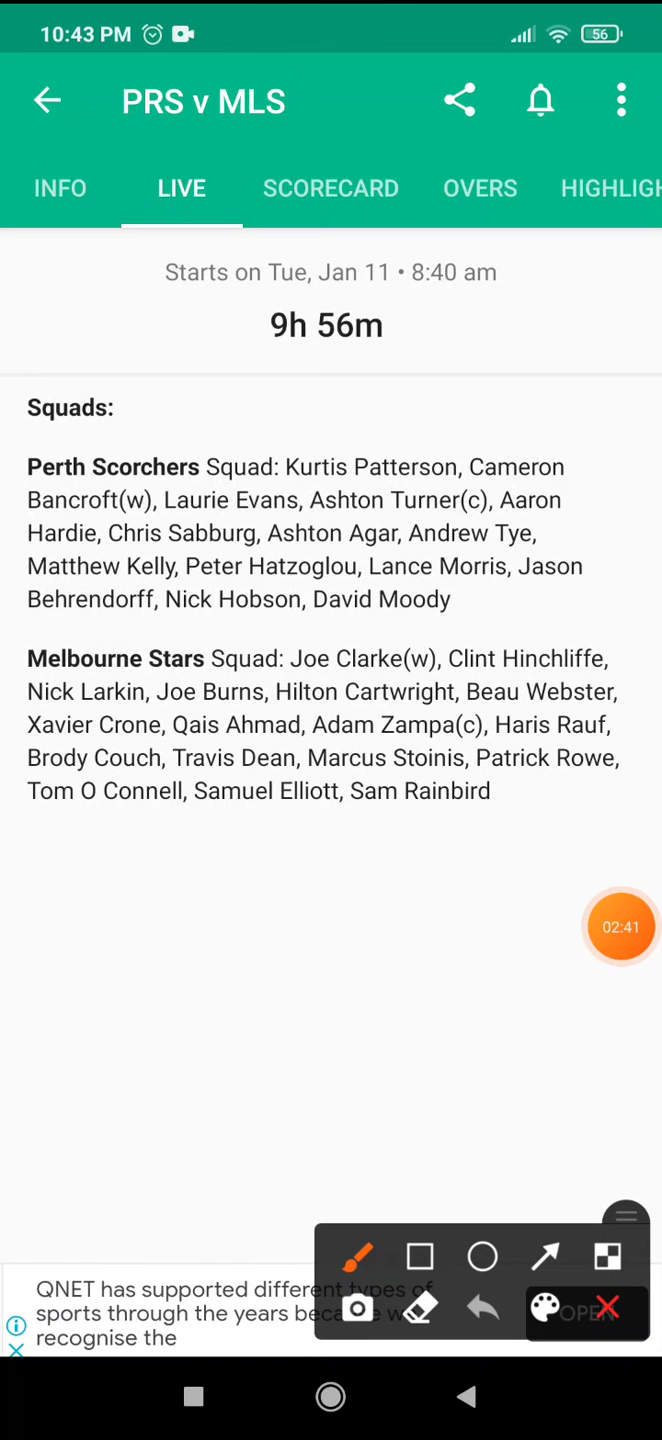 10:43 PM
56
PRS v MLS
INFO
LIVE
SCORECARD
OVERS
HIGHLIGH
Starts on Tue, Jan 11 • 8:40 am
9h 56m
Squads:
Perth Scorchers Squad: Kurtis Patterson, Cameron
Bancroft(w), Laurie Evans, Ashton Turner(c), Aaron
Hardie, Chris Sabburg, Ashton Agar, Andrew Tye,
Matthew Kelly, Peter Hatzoglou, Lance Morris, Jason
Behrendorff, Nick Hobson, David Moody
Melbourne Stars Squad: Joe Clarke(w), Clint Hinchliffe,
Nick Larkin, Joe Burns, Hilton Cartwright, Beau Webster,
Xavier Crone, Qais Ahmad, Adam Zampa(c), Haris Rauf,
Brody Couch, Travis Dean, Marcus Stoinis, Patrick Rowe,
Tom O Connell, Samuel Elliott, Sam Rainbird
02:41
QNET has supported different types of
sports through the years
recognise the
OPEN